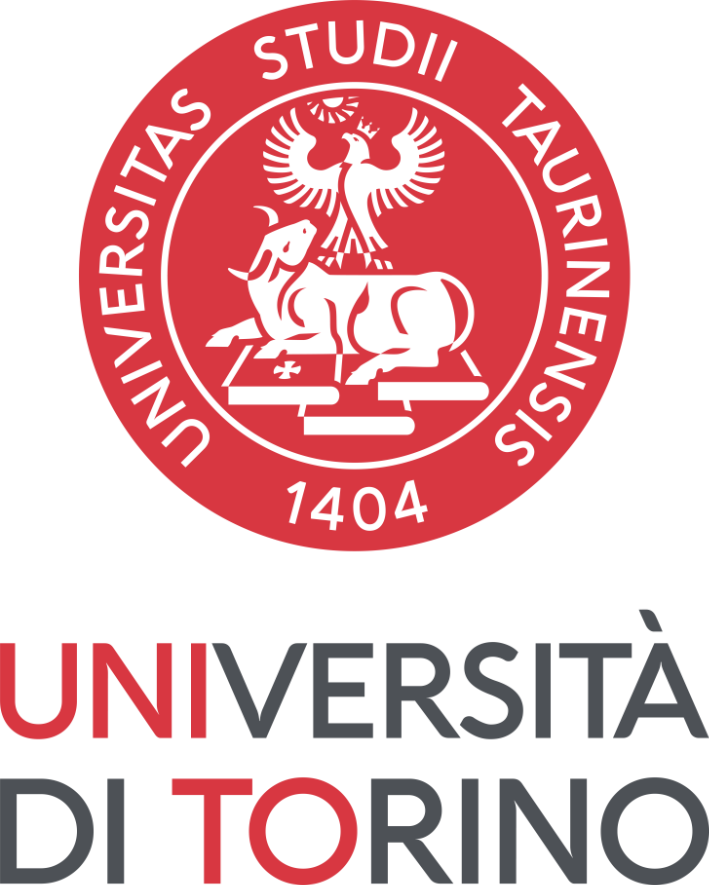 UNIVERSITAS STUDII TAURINENSIS
1404
UNIVERSITÀ
DI TORINO